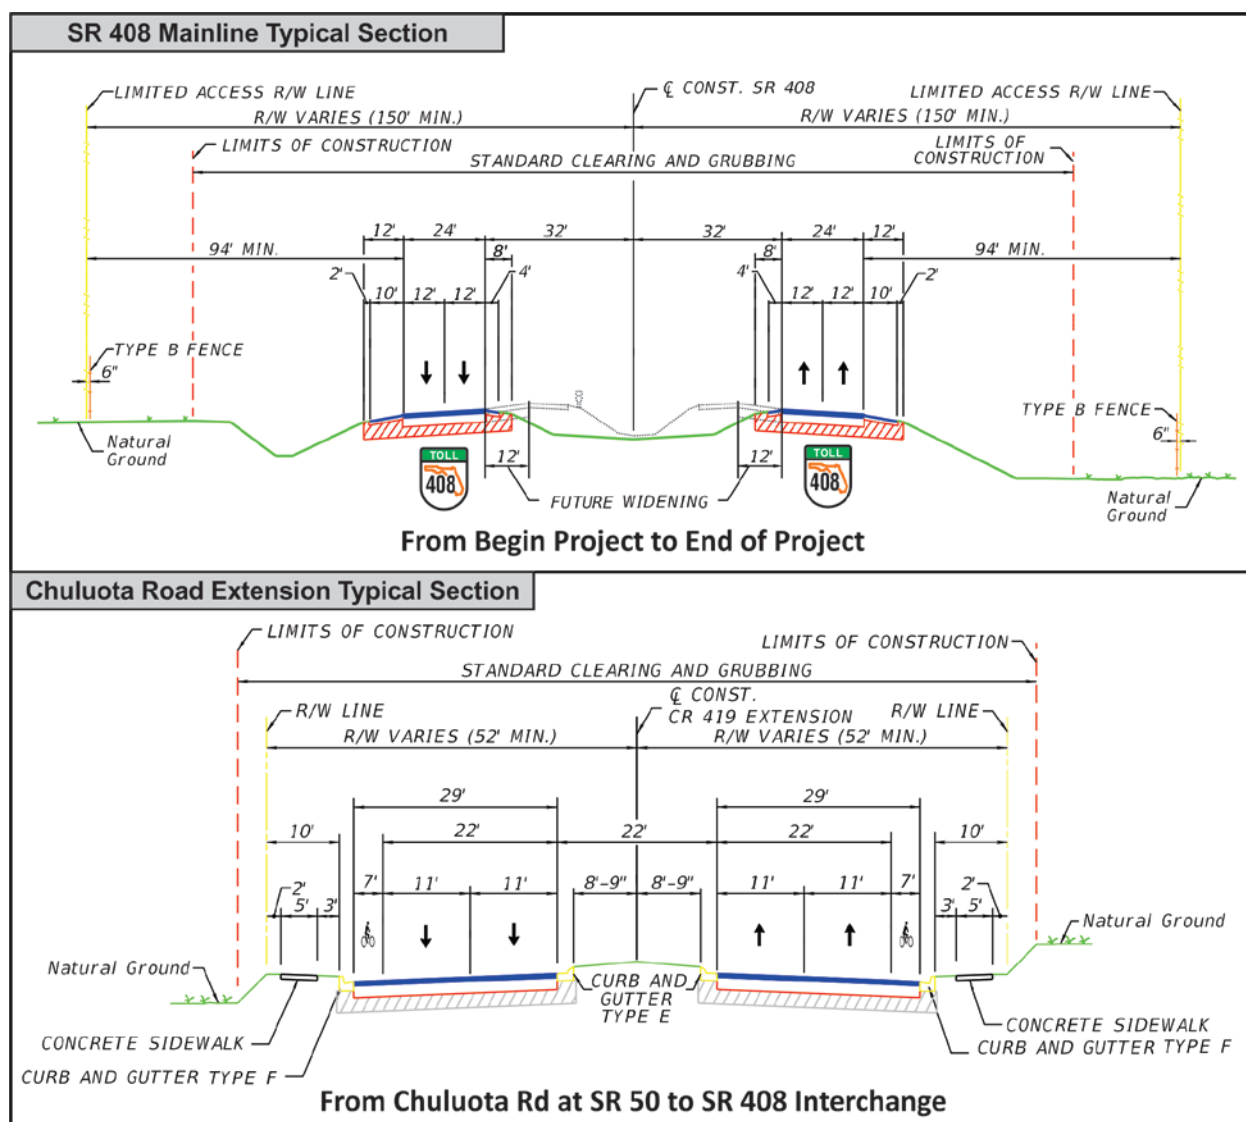 SR 408 Mainline Typical Section
LIMITED ACCESS R/W LINE
℄ CONST. SR 408
LIMITED ACCESS R/W LINE
R/W VARIES (150' MIN.)
R/W VARIES (150' MIN.)
LIMITS OF CONSTRUCTION
STANDARD CLEARING AND GRUBBING
LIMITS OF
CONSTRUCTION
12'
24'
32'
32'
24'
12'
94' MIN.
8'
8'
94' MIN.
2'
4'
4'
2'
10'
12'
12'
12'
12'
10'
TYPE B FENCE
6"
TYPE B FENCE
6"
Natural
Ground
TOLL
408
12'
12'
TOLL
408
FUTURE WIDENING
Natural
Ground
From Begin Project to End of Project
Chuluota Road Extension Typical Section
LIMITS OF CONSTRUCTION
LIMITS OF CONSTRUCTION
STANDARD CLEARING AND GRUBBING
R/W LINE
℄ CONST.
CR 419 EXTENSION
R/W LINE
R/W VARIES (52' MIN.)
R/W VARIES (52' MIN.)
29'
29'
10'
22'
22'
22'
10'
2'
7'
11'
11'
8'-9"
8'-9"
11'
11'
7'
2'
5'
3'
3'
5'
Natural Ground
Natural Ground
CURB AND
GUTTER
TYPE E
CONCRETE SIDEWALK
CONCRETE SIDEWALK
CURB AND GUTTER TYPE F
CURB AND GUTTER TYPE F
From Chuluota Rd at SR 50 to SR 408 Interchange